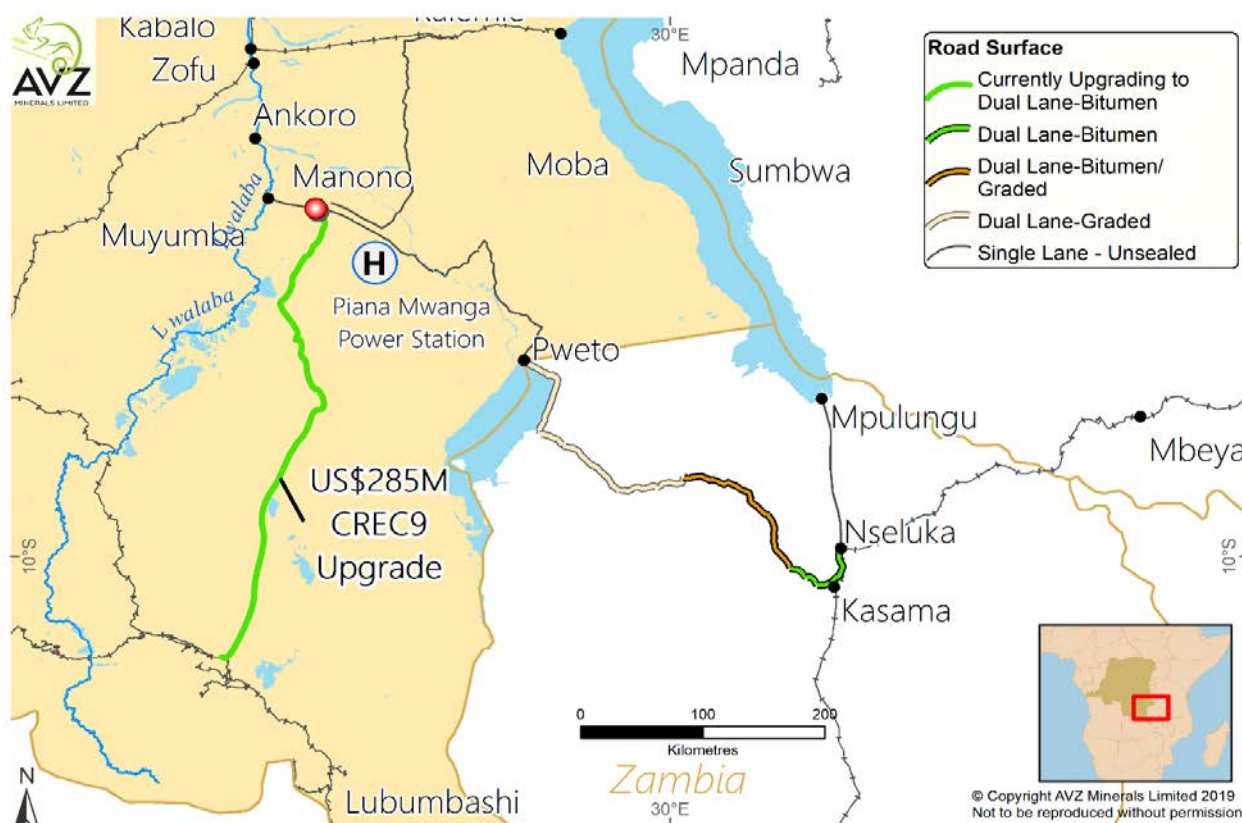 AVZ
MINERALS LIMITED
Kabalo
Zofu
Ankoro
Manono
Muyumba
Lwalaba
H
Piana Mwanga
Power Station
Moba
30°E
Mpanda
Sumbwa
Road Surface
Currently Upgrading to
Dual Lane-Bitumen
Dual Lane-Bitumen
Dual Lane-Bitumen/
Graded
Dual Lane-Graded
Single Lane - Unsealed
Pweto
Mpulungu
Mbeya
US$285M
CREC9
Upgrade
Nseluka
Kasama
10°S
10°S
0 100 200
Kilometres
Zambia
30°E
Lubumbashi
N
© Copyright AVZ Minerals Limited 2019
Not to be reproduced without permission